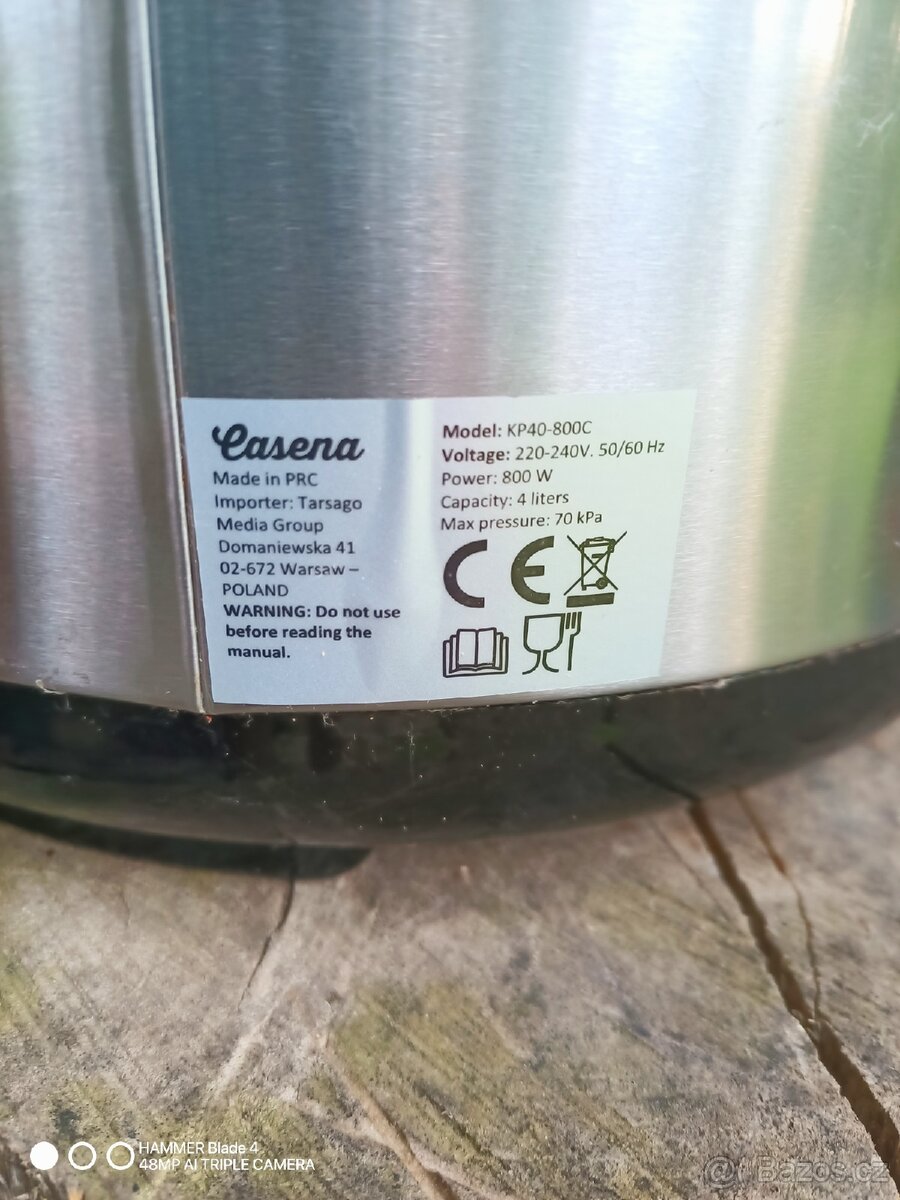 Casena
Made in PRC
Importer: Tarsago
Media Group
Domaniewska 41
02-672 Warsaw –
POLAND
WARNING: Do not use
before reading the
manual.
Model: KP40-800C
Voltage: 220-240V. 50/60 Hz
Power: 800 W
Capacity: 4 liters
Max pressure: 70 kPa
CE
HAMMER Blade 4
48MP AI TRIPLE CAMERA
@ Bazos.cz